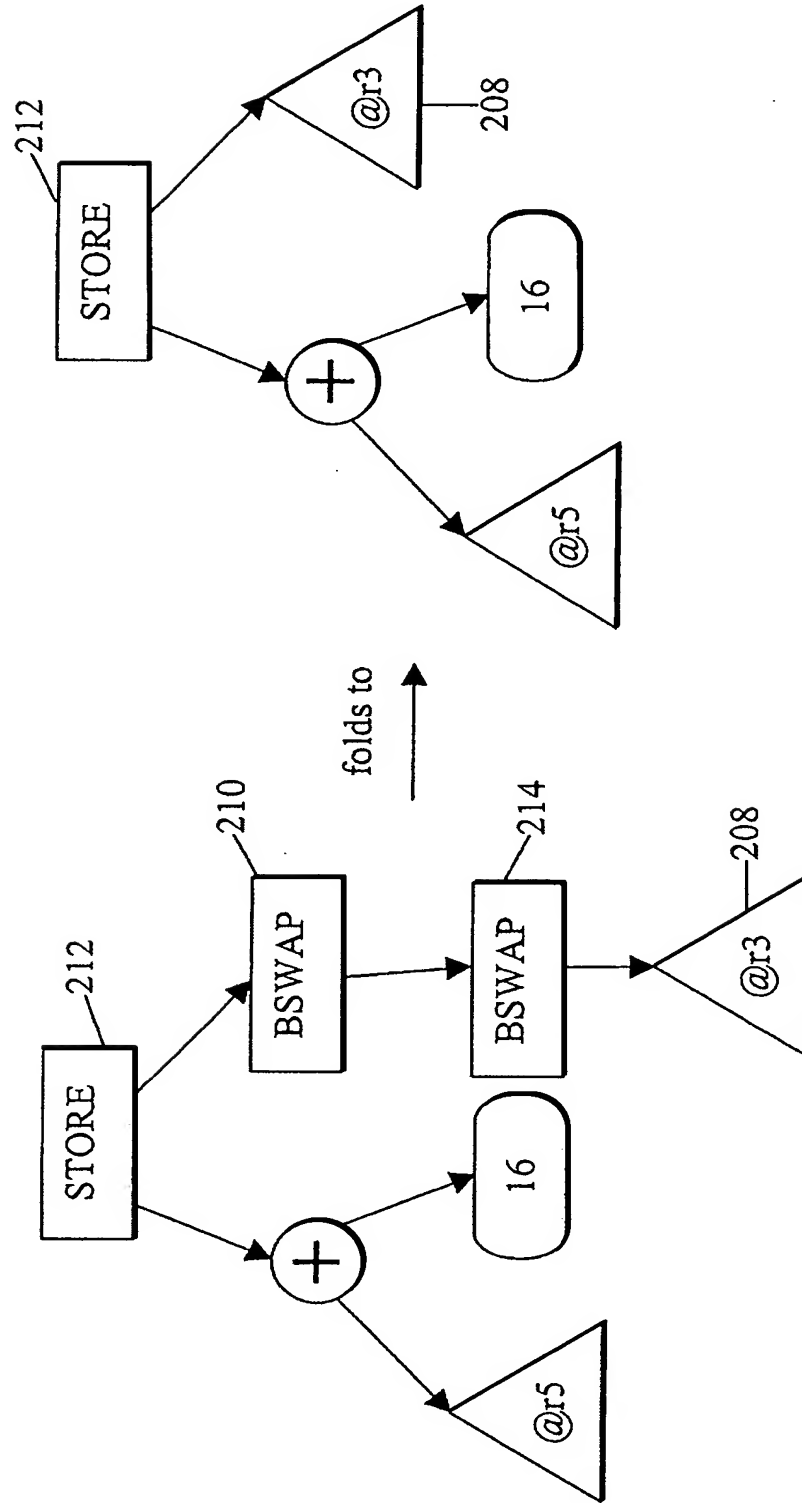 212
STORE
210
+
BSWAP
16
@r5
214
BSWAP
208
@r3
folds to
212
STORE
+
@r3
208
16
@r5